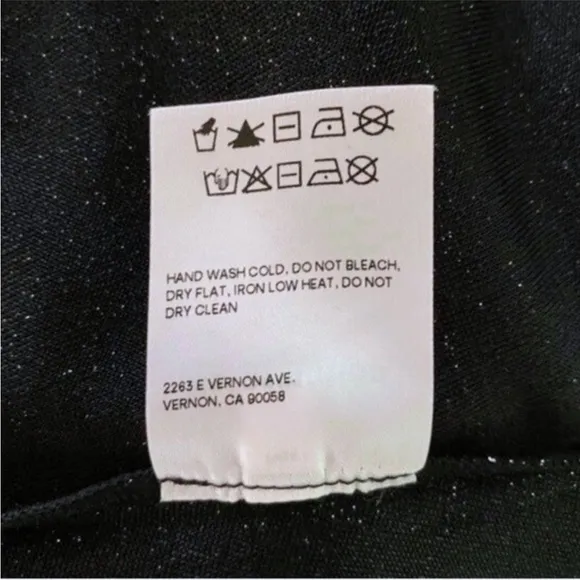 HAND WASH COLD, DO NOT BLEACH,
DRY FLAT, IRON LOW HEAT, DO NOT
DRY CLEAN
2263 E VERNON AVE.
VERNON, CA 90058